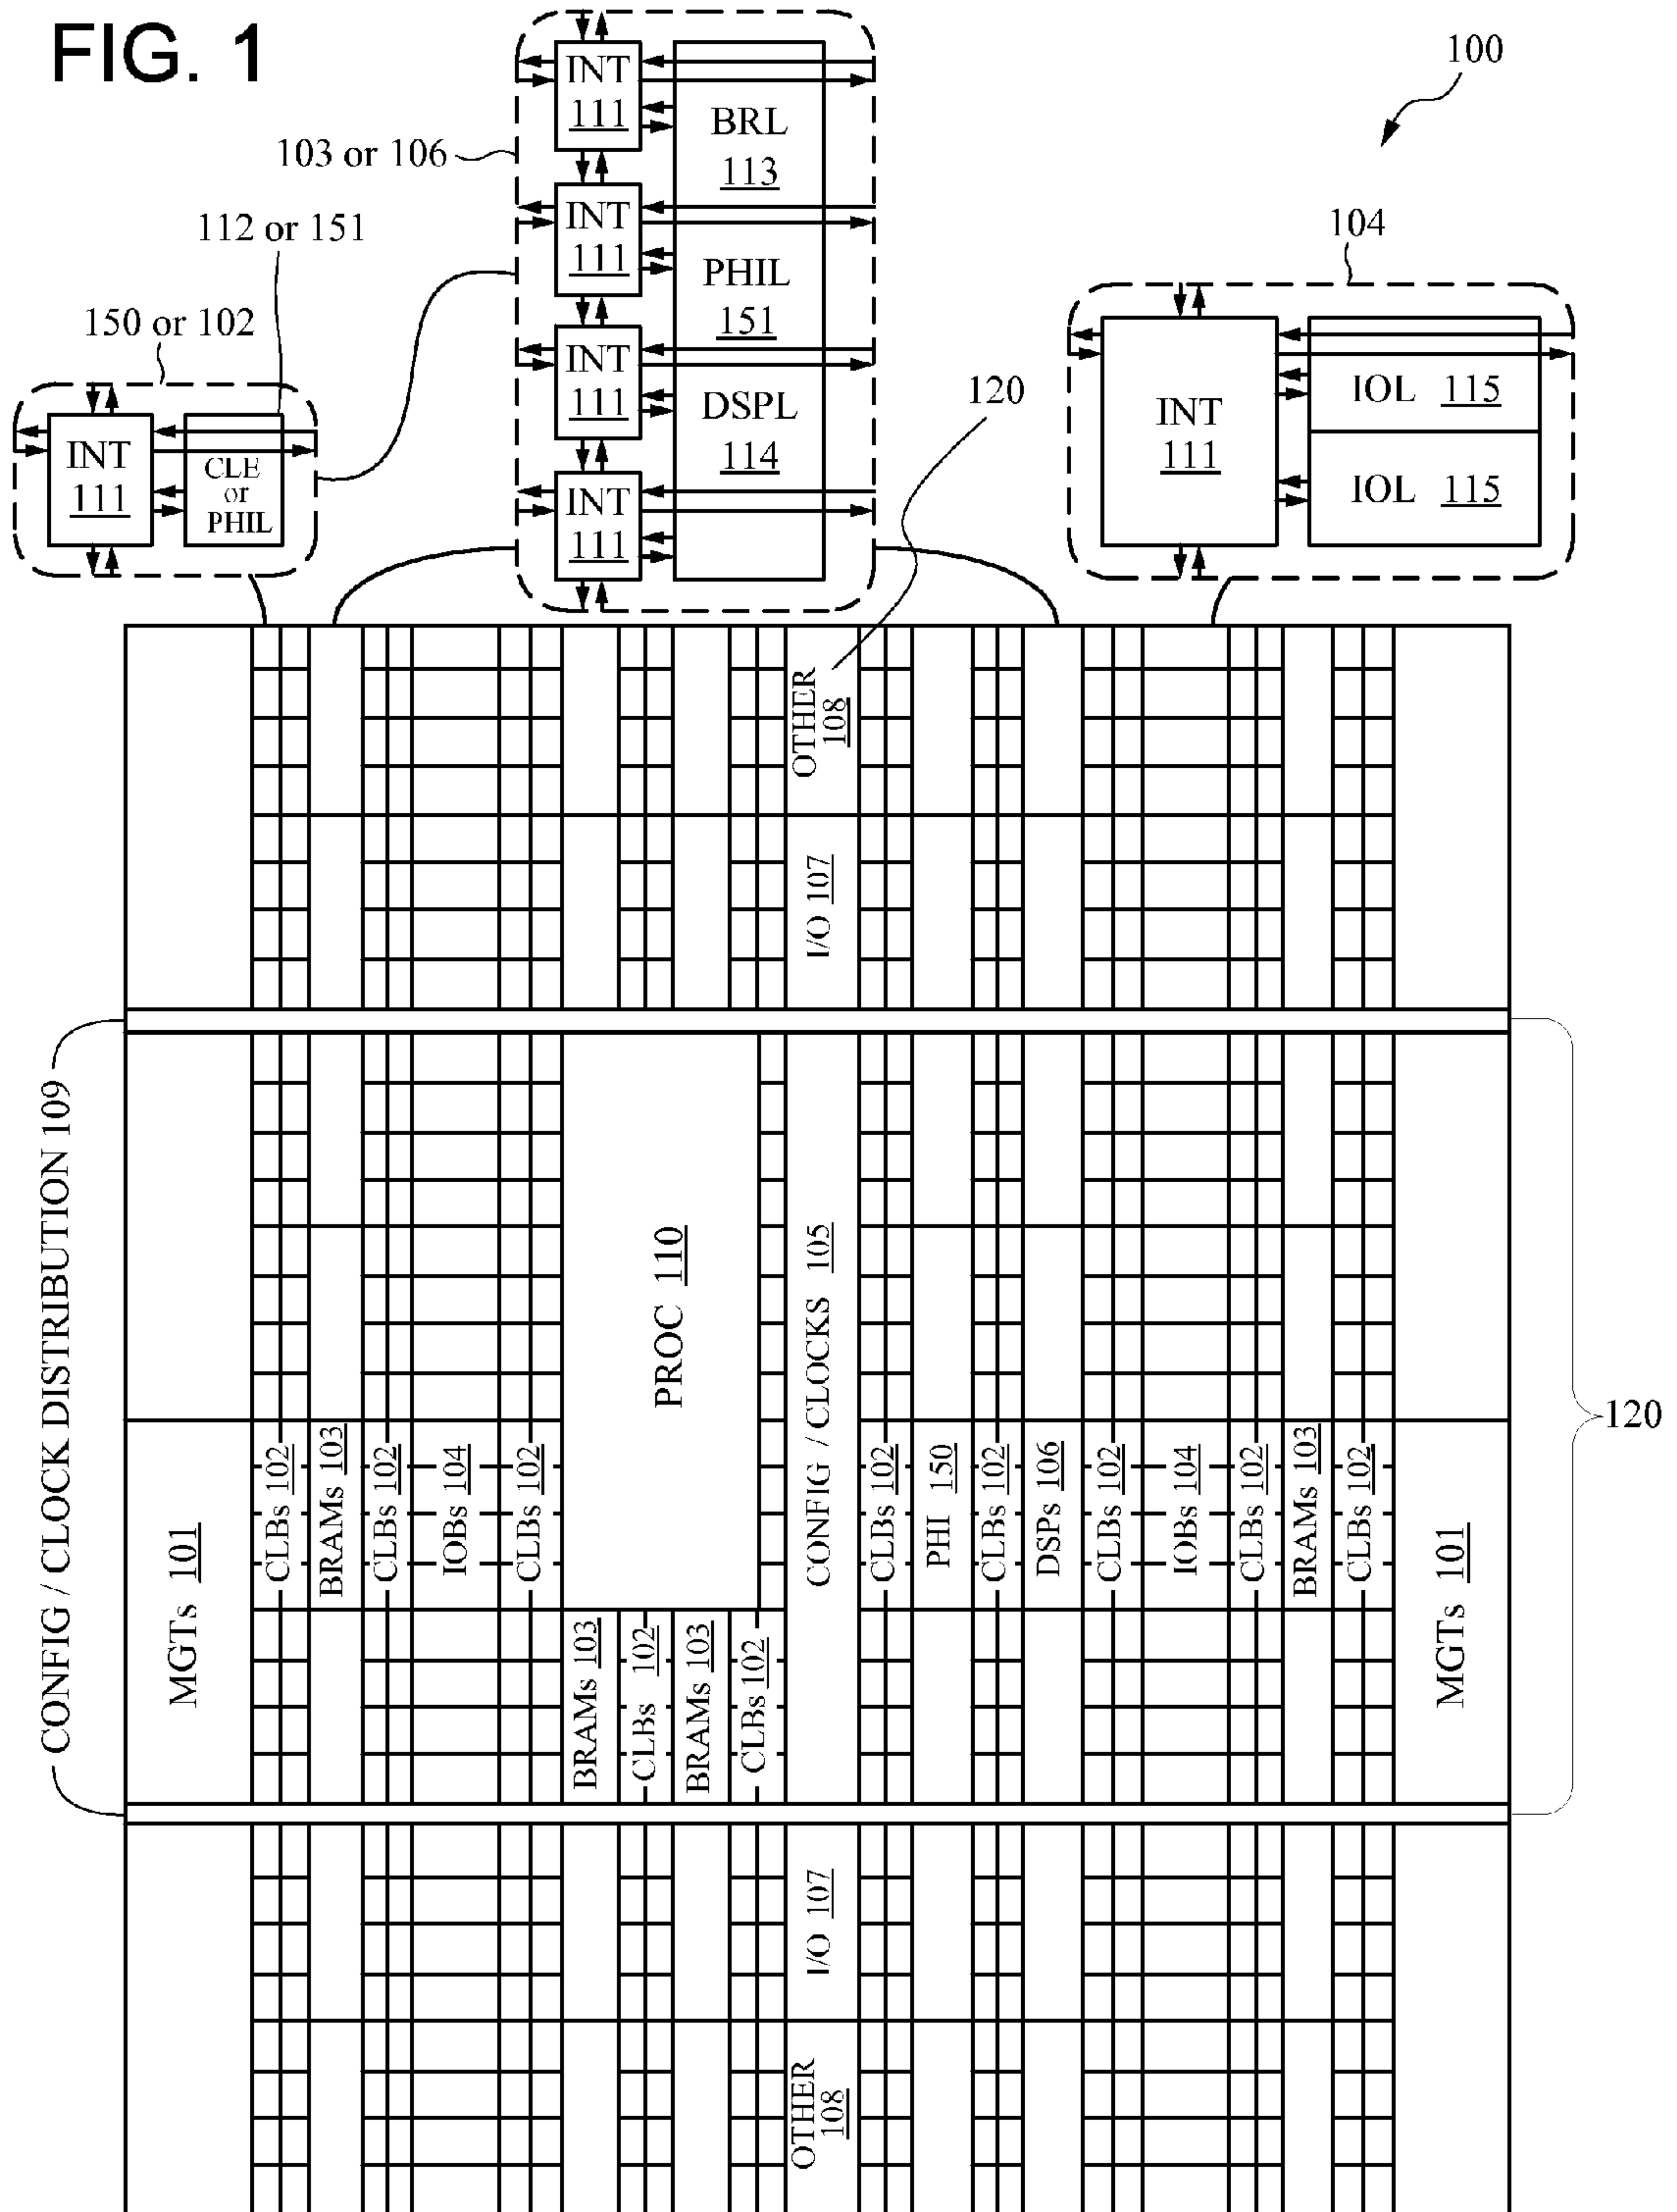 FIG. 1
100
103 or 106
INT
111
INT
111
INT
111
INT
111
BRL
113
PHIL
151
DSPL
114
112 or 151
150 or 102
INT
111
CLE
or
PHIL
104
INT
111
IOL 115
IOL 115
120
OTHER
108
I/O 107
CONFIG / CLOCK DISTRIBUTION 109
PROC 110
CONFIG / CLOCKS 105
120
MGTs 101
CLBs 102
BRAMs 103
CLBs 102
IOBs 104
CLBs 102
BRAMs 103
CLBs 102
BRAMs 103
CLBs 102
CLBs 102
PHI 150
CLBs 102
DSPs 106
CLBs 102
IOBs 104
CLBs 102
BRAMs 103
CLBs 102
MGTs 101
I/O 107
OTHER
108